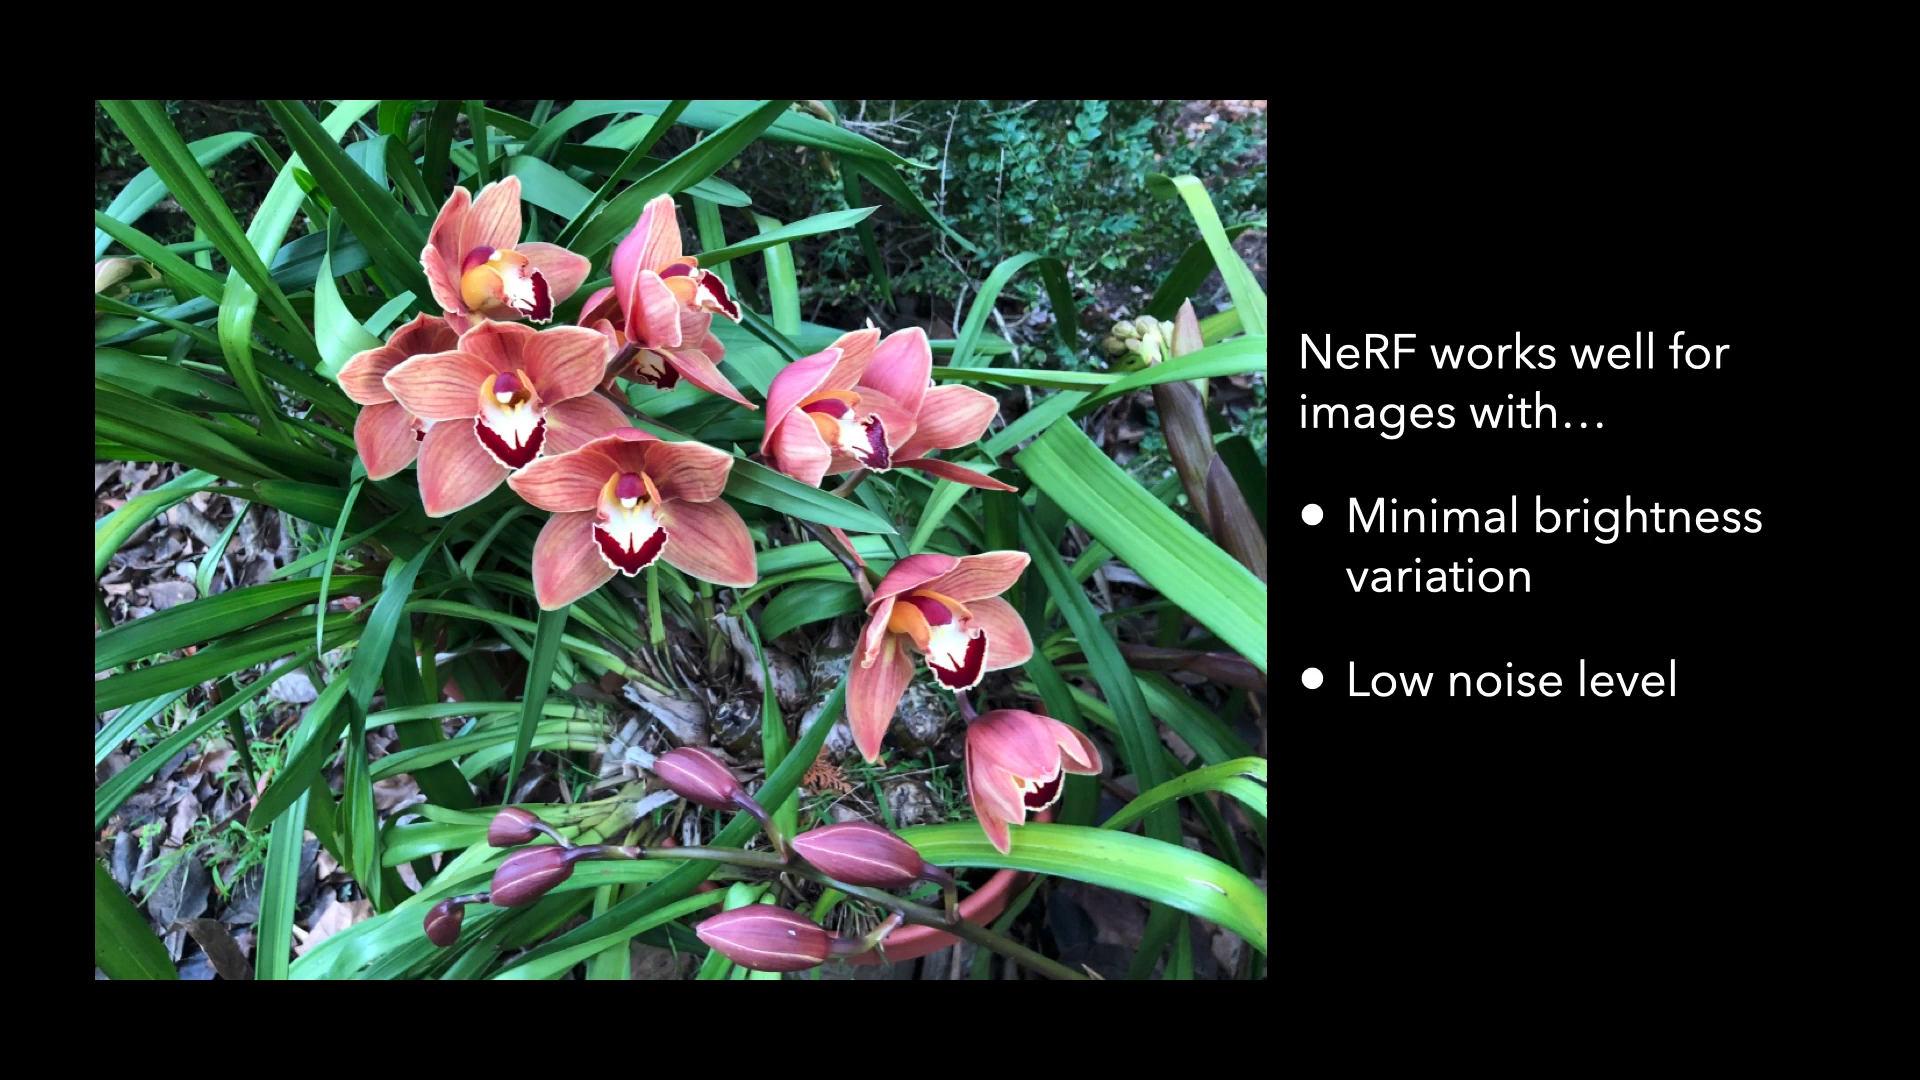 NeRF works well for
images with…
● Minimal brightness
variation
● Low noise level